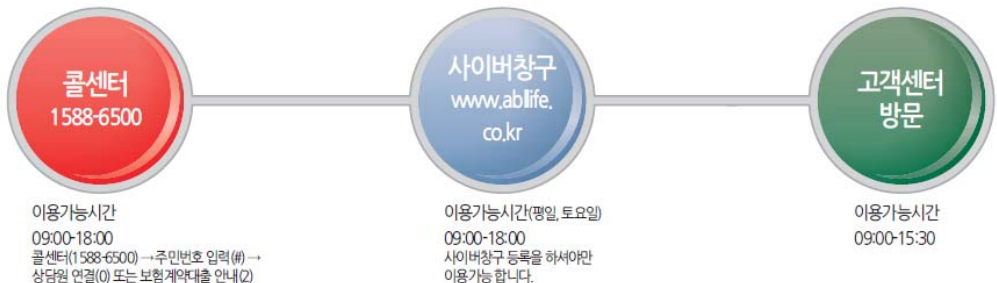 콜센터
1588-6500
이용가능시간
09:00-18:00
콜센터(1588-6500) →주민번호 입력(#) →
상담원 연결(0) 또는 보험계약대출 안내(2)
사이버창구
www.abllife.
co.kr
이용가능시간(평일, 토요일)
09:00-18:00
사이버창구 등록을 하셔야만
이용가능 합니다.
고객센터
방문
이용가능시간
09:00-15:30